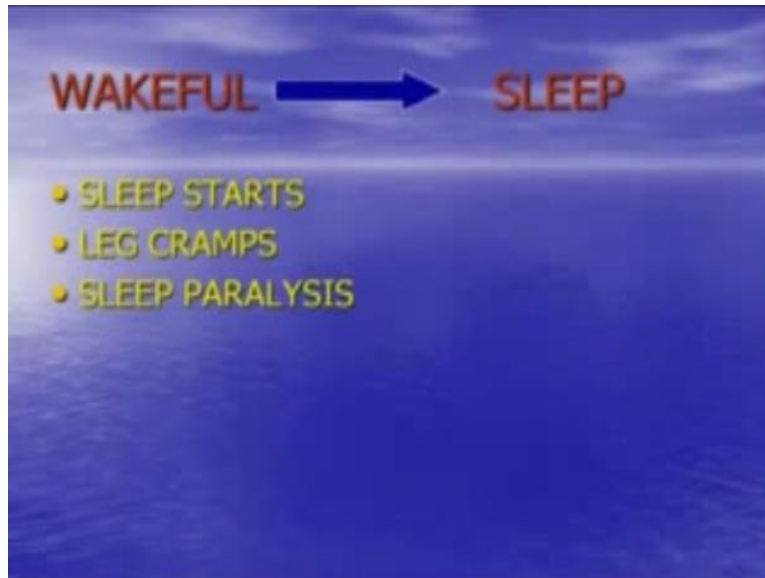 WAKEFUL SLEEP
• SLEEP STARTS
• LEG CRAMPS
• SLEEP PARALYSIS